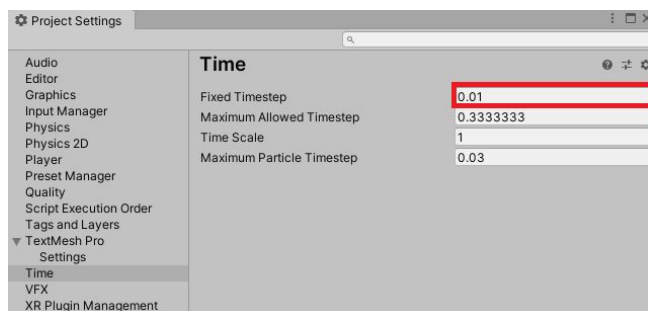 Project Settings
Audio
Editor
Graphics
Input Manager
Physics
Physics 2D
Player
Preset Manager
Quality
Script Execution Order
Tags and Layers
TextMesh Pro
Settings
Time
VFX
XR Plugin Management
Time
Fixed Timestep 0.01
Maximum Allowed Timestep 0.3333333
Time Scale 1
Maximum Particle Timestep 0.03